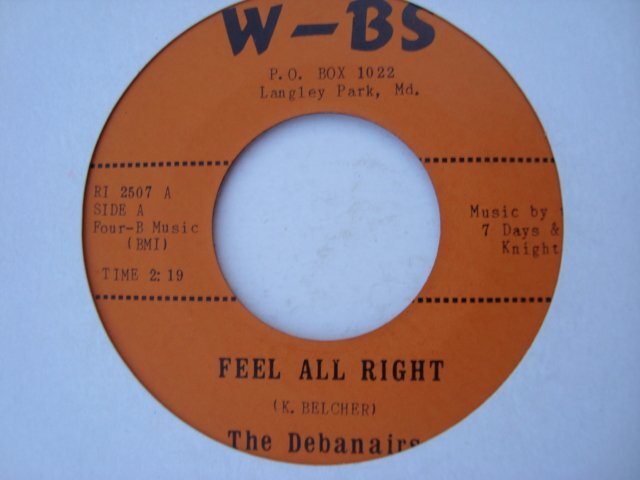 W-BS
P.O. BOX 1022
Langley Park, Md.
RI 2507 A
SIDE A
Four-B Music
(BMI)
TIME 2:19
Music by
7 Days &
Knight
FEEL ALL RIGHT
(K. BELCHER)
The Debanairs